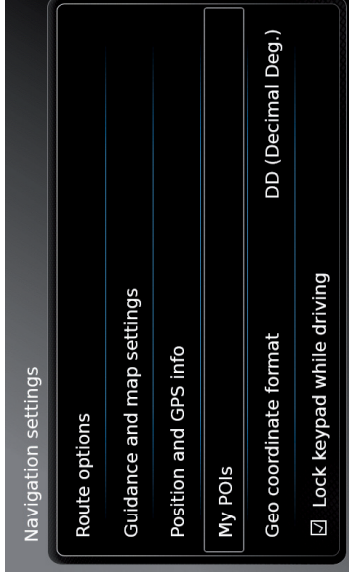 Navigation settings
Route options
Guidance and map settings
Position and GPS info
My POIs
Geo coordinate format DD (Decimal Deg.)
Lock keypad while driving